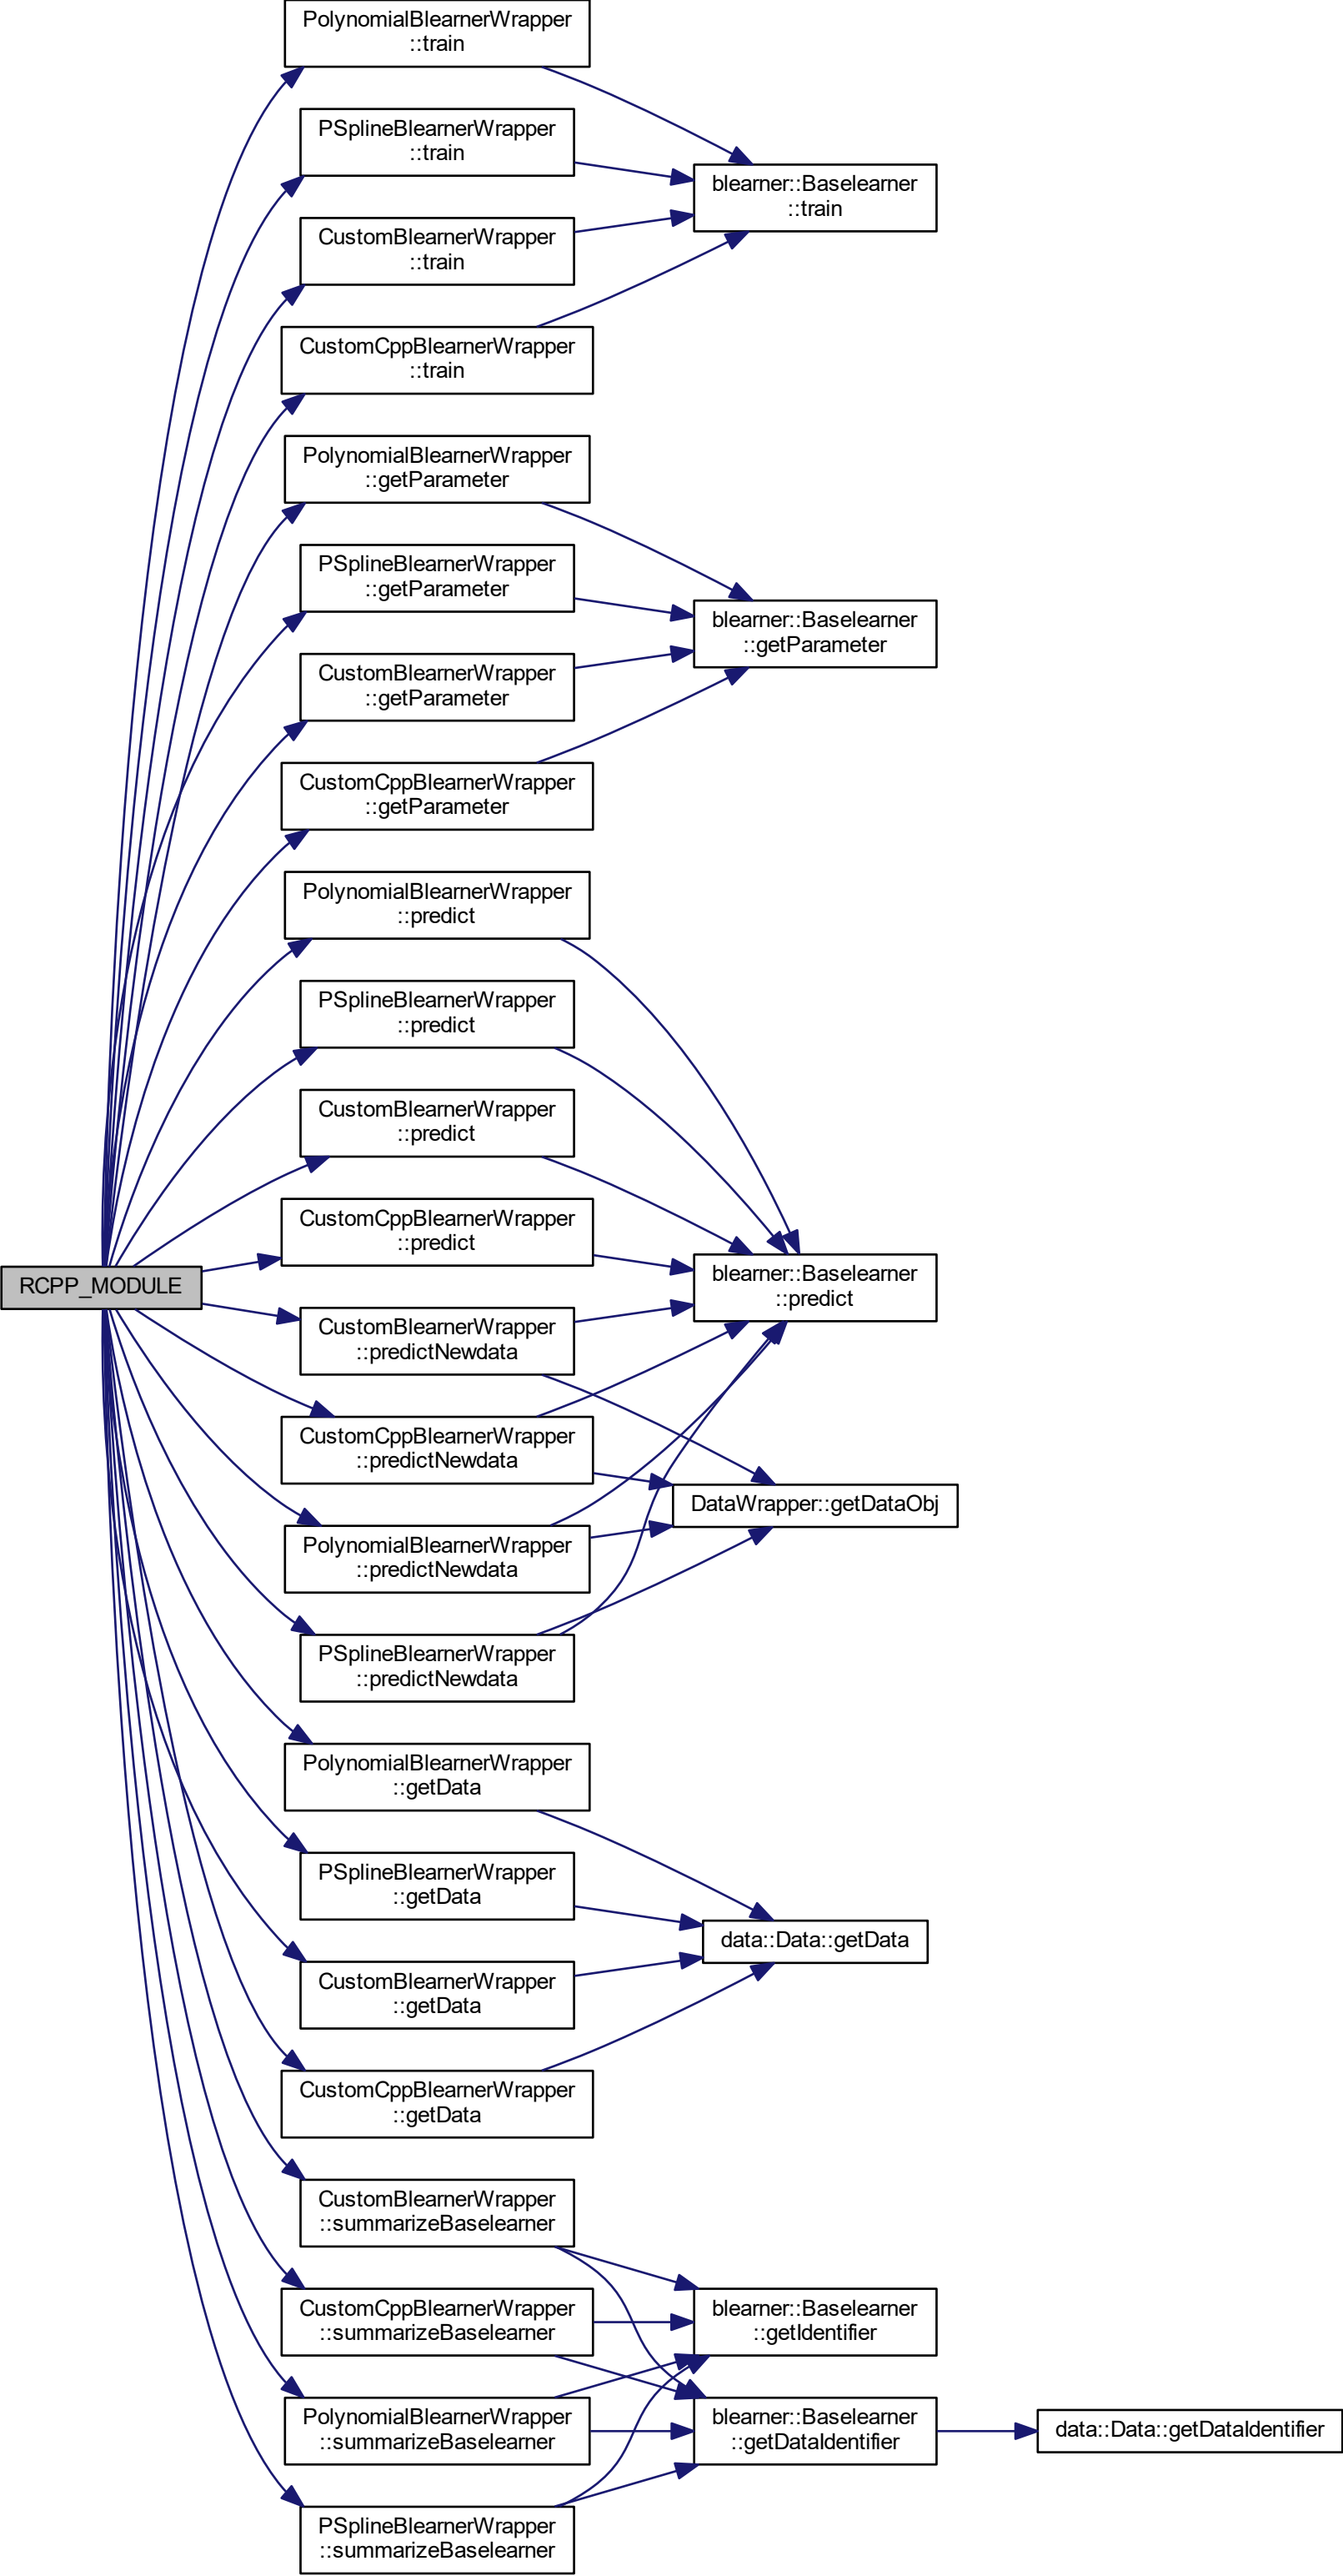 RCPP_MODULE
PolynomialBlearnerWrapper
::train
PSplineBlearnerWrapper
::train
CustomBlearnerWrapper
::train
CustomCppBlearnerWrapper
::train
PolynomialBlearnerWrapper
::getParameter
PSplineBlearnerWrapper
::getParameter
CustomBlearnerWrapper
::getParameter
CustomCppBlearnerWrapper
::getParameter
PolynomialBlearnerWrapper
::predict
PSplineBlearnerWrapper
::predict
CustomBlearnerWrapper
::predict
CustomCppBlearnerWrapper
::predict
CustomBlearnerWrapper
::predictNewdata
CustomCppBlearnerWrapper
::predictNewdata
PolynomialBlearnerWrapper
::predictNewdata
PSplineBlearnerWrapper
::predictNewdata
PolynomialBlearnerWrapper
::getData
PSplineBlearnerWrapper
::getData
CustomBlearnerWrapper
::getData
CustomCppBlearnerWrapper
::getData
CustomBlearnerWrapper
::summarizeBaselearner
CustomCppBlearnerWrapper
::summarizeBaselearner
PolynomialBlearnerWrapper
::summarizeBaselearner
PSplineBlearnerWrapper
::summarizeBaselearner
blearner::Baselearner
::train
blearner::Baselearner
::getParameter
blearner::Baselearner
::predict
DataWrapper::getDataObj
data::Data::getData
blearner::Baselearner
::getIdentifier
blearner::Baselearner
::getDataIdentifier
data::Data::getDataIdentifier